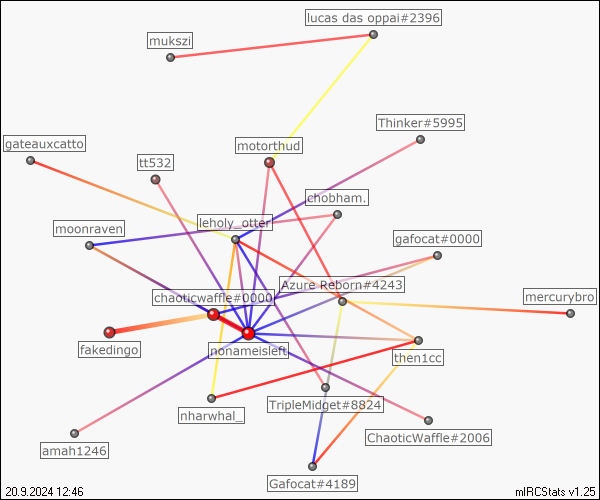 lucas das oppai#2396
mukszi
Thinker#5995
gateauxcatto
motorthud
tt532
chobham.
leholy_otter
moonraven
gafocat#0000
Azure Reborn#4243
chaoticwaffle#0000
mercurybro
fakedingo
nonameisleft
then1cc
TripleMidget#8824
nharwhal_
ChaoticWaffle#2006
amah1246
Gafocat#4189
20.9.2024 12:46
mIRCStats v1.25